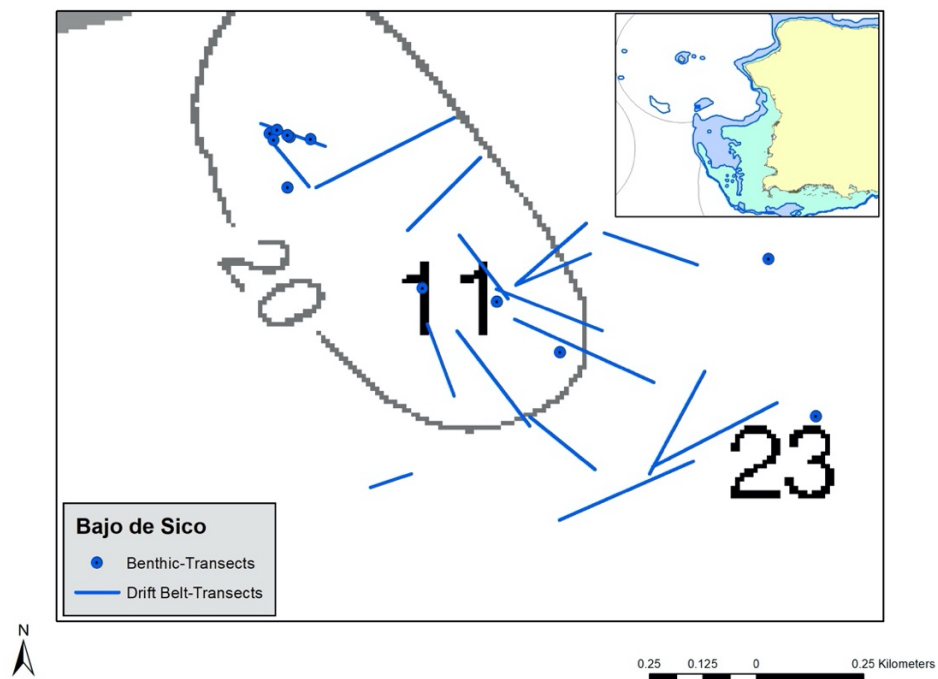 20
11
23
Bajo de Sico
Benthic-Transects
Drift Belt-Transects
N
0.25 0.125 0 0.25 Kilometers